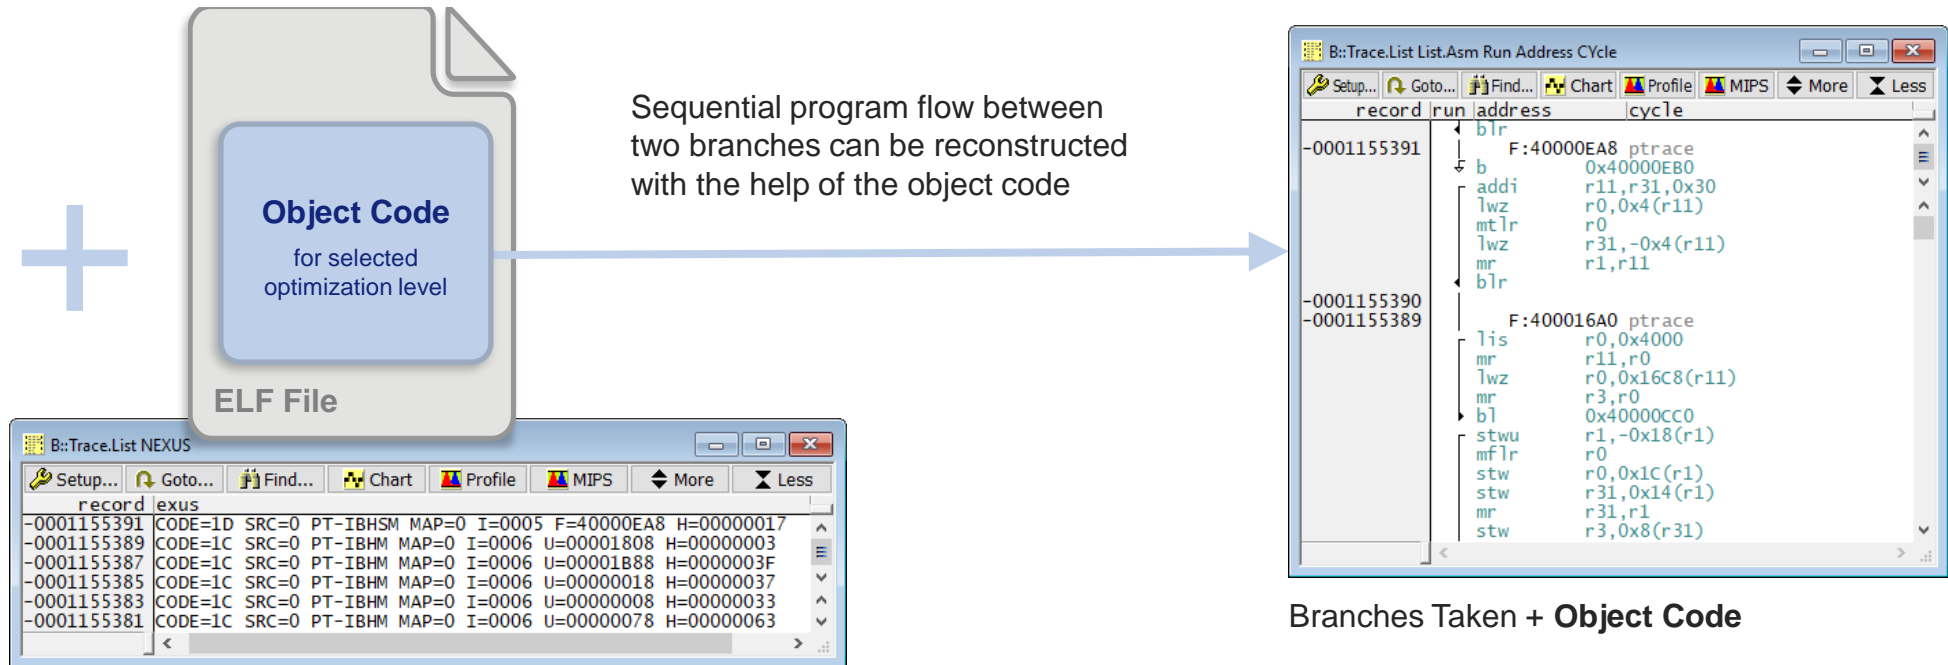 Object Code
for selected
optimization level
ELF File
Sequential program flow between
two branches can be reconstructed
with the help of the object code
B::Trace.List NEXUS
Setup... Goto... Find... Chart Profile MIPS More Less
record exus
-0001155391 CODE=1D SRC=0 PT-IBHSM MAP=0 I=0005 F=40000EA8 H=00000017
-0001155389 CODE=1C SRC=0 PT-IBHM MAP=0 I=0006 U=00001808 H=00000003
-0001155387 CODE=1C SRC=0 PT-IBHM MAP=0 I=0006 U=00001B88 H=0000003F
-0001155385 CODE=1C SRC=0 PT-IBHM MAP=0 I=0006 U=00000018 H=00000037
-0001155383 CODE=1C SRC=0 PT-IBHM MAP=0 I=0006 U=00000008 H=00000033
-0001155381 CODE=1C SRC=0 PT-IBHM MAP=0 I=0006 U=00000078 H=00000063
B::Trace.List List.Asm Run Address CYcle
Setup... Goto... Find... Chart Profile MIPS More Less
record run address cycle
blr
-0001155391 F:40000EA8 ptrace
b 0x40000EB0
addi r11,r31,0x30
lwz r0,0x4(r11)
mtlr r0
lwz r31,-0x4(r11)
mr r1,r11
blr
-0001155390
-0001155389 F:400016A0 ptrace
lis r0,0x4000
mr r11,r0
lwz r0,0x16C8(r11)
mr r3,r0
bl 0x40000CC0
stwu r1,-0x18(r1)
mflr r0
stw r0,0x1C(r1)
stw r31,0x14(r1)
mr r31,r1
stw r3,0x8(r31)
Branches Taken + Object Code